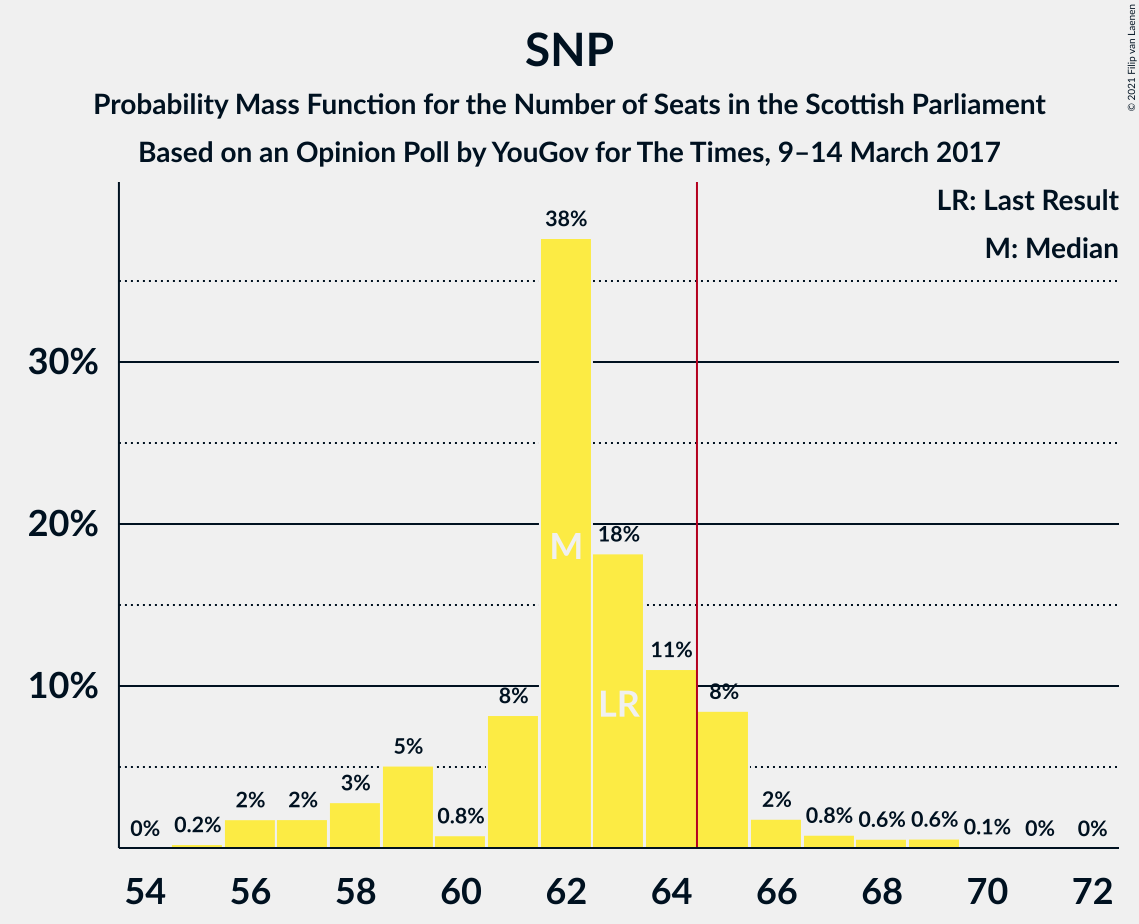 SNP
Probability Mass Function for the Number of Seats in the Scottish Parliament
Based on an Opinion Poll by YouGov for The Times, 9–14 March 2017
© 2021 Filip van Laenen
LR: Last Result
M: Median
30%
20%
10%
0%
0.2%
2%
2%
3%
5%
0.8%
8%
38%
18%
11%
8%
2%
0.8%
0.6%
0.6%
0.1%
0%
0%
M
LR
54 56 58 60 62 64 66 68 70 72